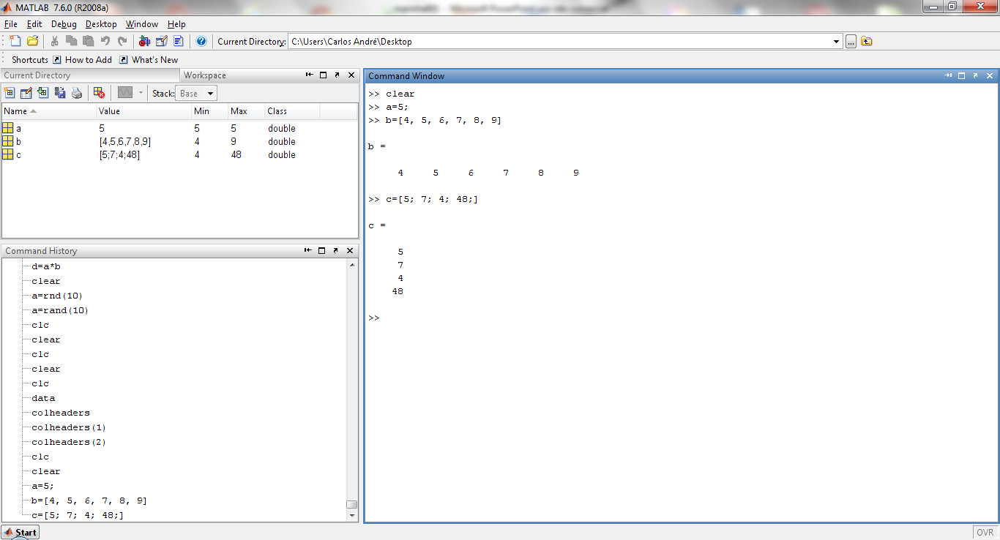 MATLAB 7.6.0 (R2008a)
File Edit Debug Desktop Window Help
Current Directory: C:\Users\Carlos André\Desktop ...
Shortcuts How to Add What's New
Current Directory Workspace
Stack: Base
Name Value Min Max Class
a 5 5 5 double
b [4,5,6,7,8,9] 4 9 double
c [5;7;4;48] 4 48 double
Command History
d=a*b
clear
a=rnd(10)
a=rand(10)
clc
clear
clc
clear
clc
data
colheaders
colheaders(1)
colheaders(2)
clc
clear
a=5;
b=[4, 5, 6, 7, 8, 9]
c=[5; 7; 4; 48;]
Command Window
>> clear
>> a=5;
>> b=[4, 5, 6, 7, 8, 9]
b =
4 5 6 7 8 9
>> c=[5; 7; 4; 48;]
c =
5
7
4
48
>>
Start
OVR